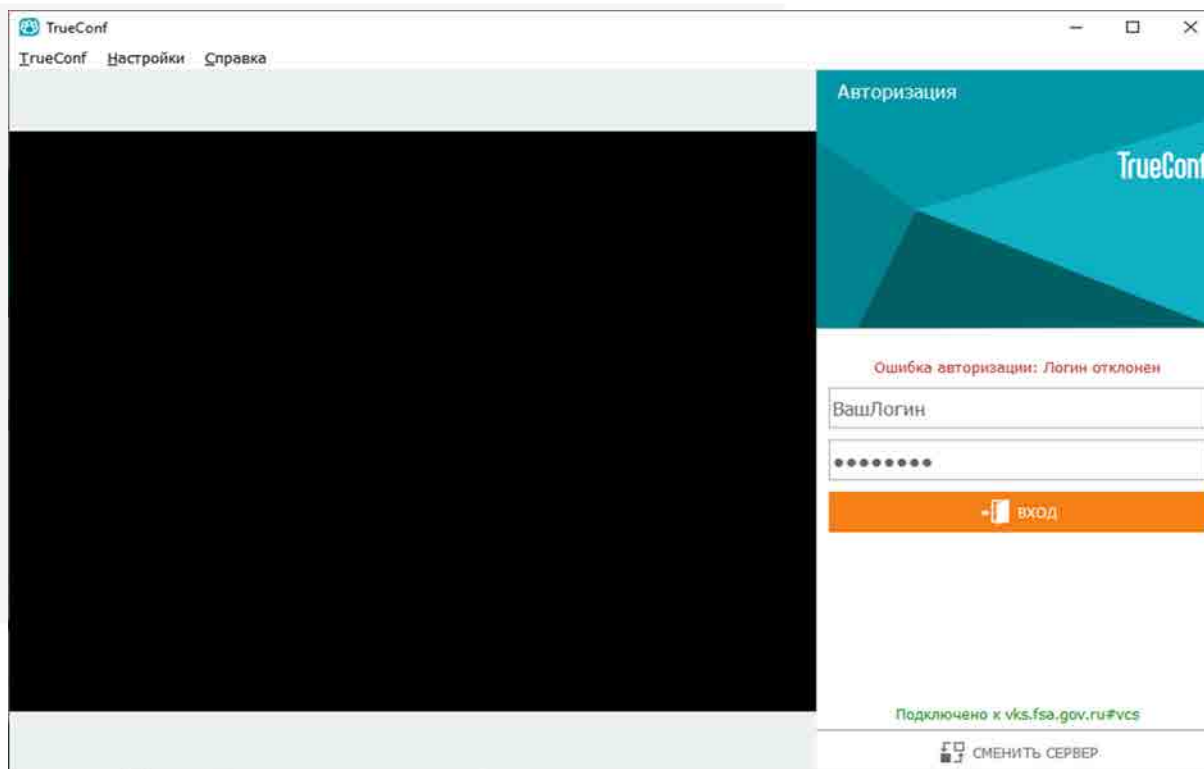 TrueConf
TrueConf Настройки Справка
Авторизация
TrueConf
Ошибка авторизации: Логин отклонен
ВашЛогин
●●●●●●●●
ВХОД
Подключено к vks.fsa.gov.ru#vcs
СМЕНИТЬ СЕРВЕР